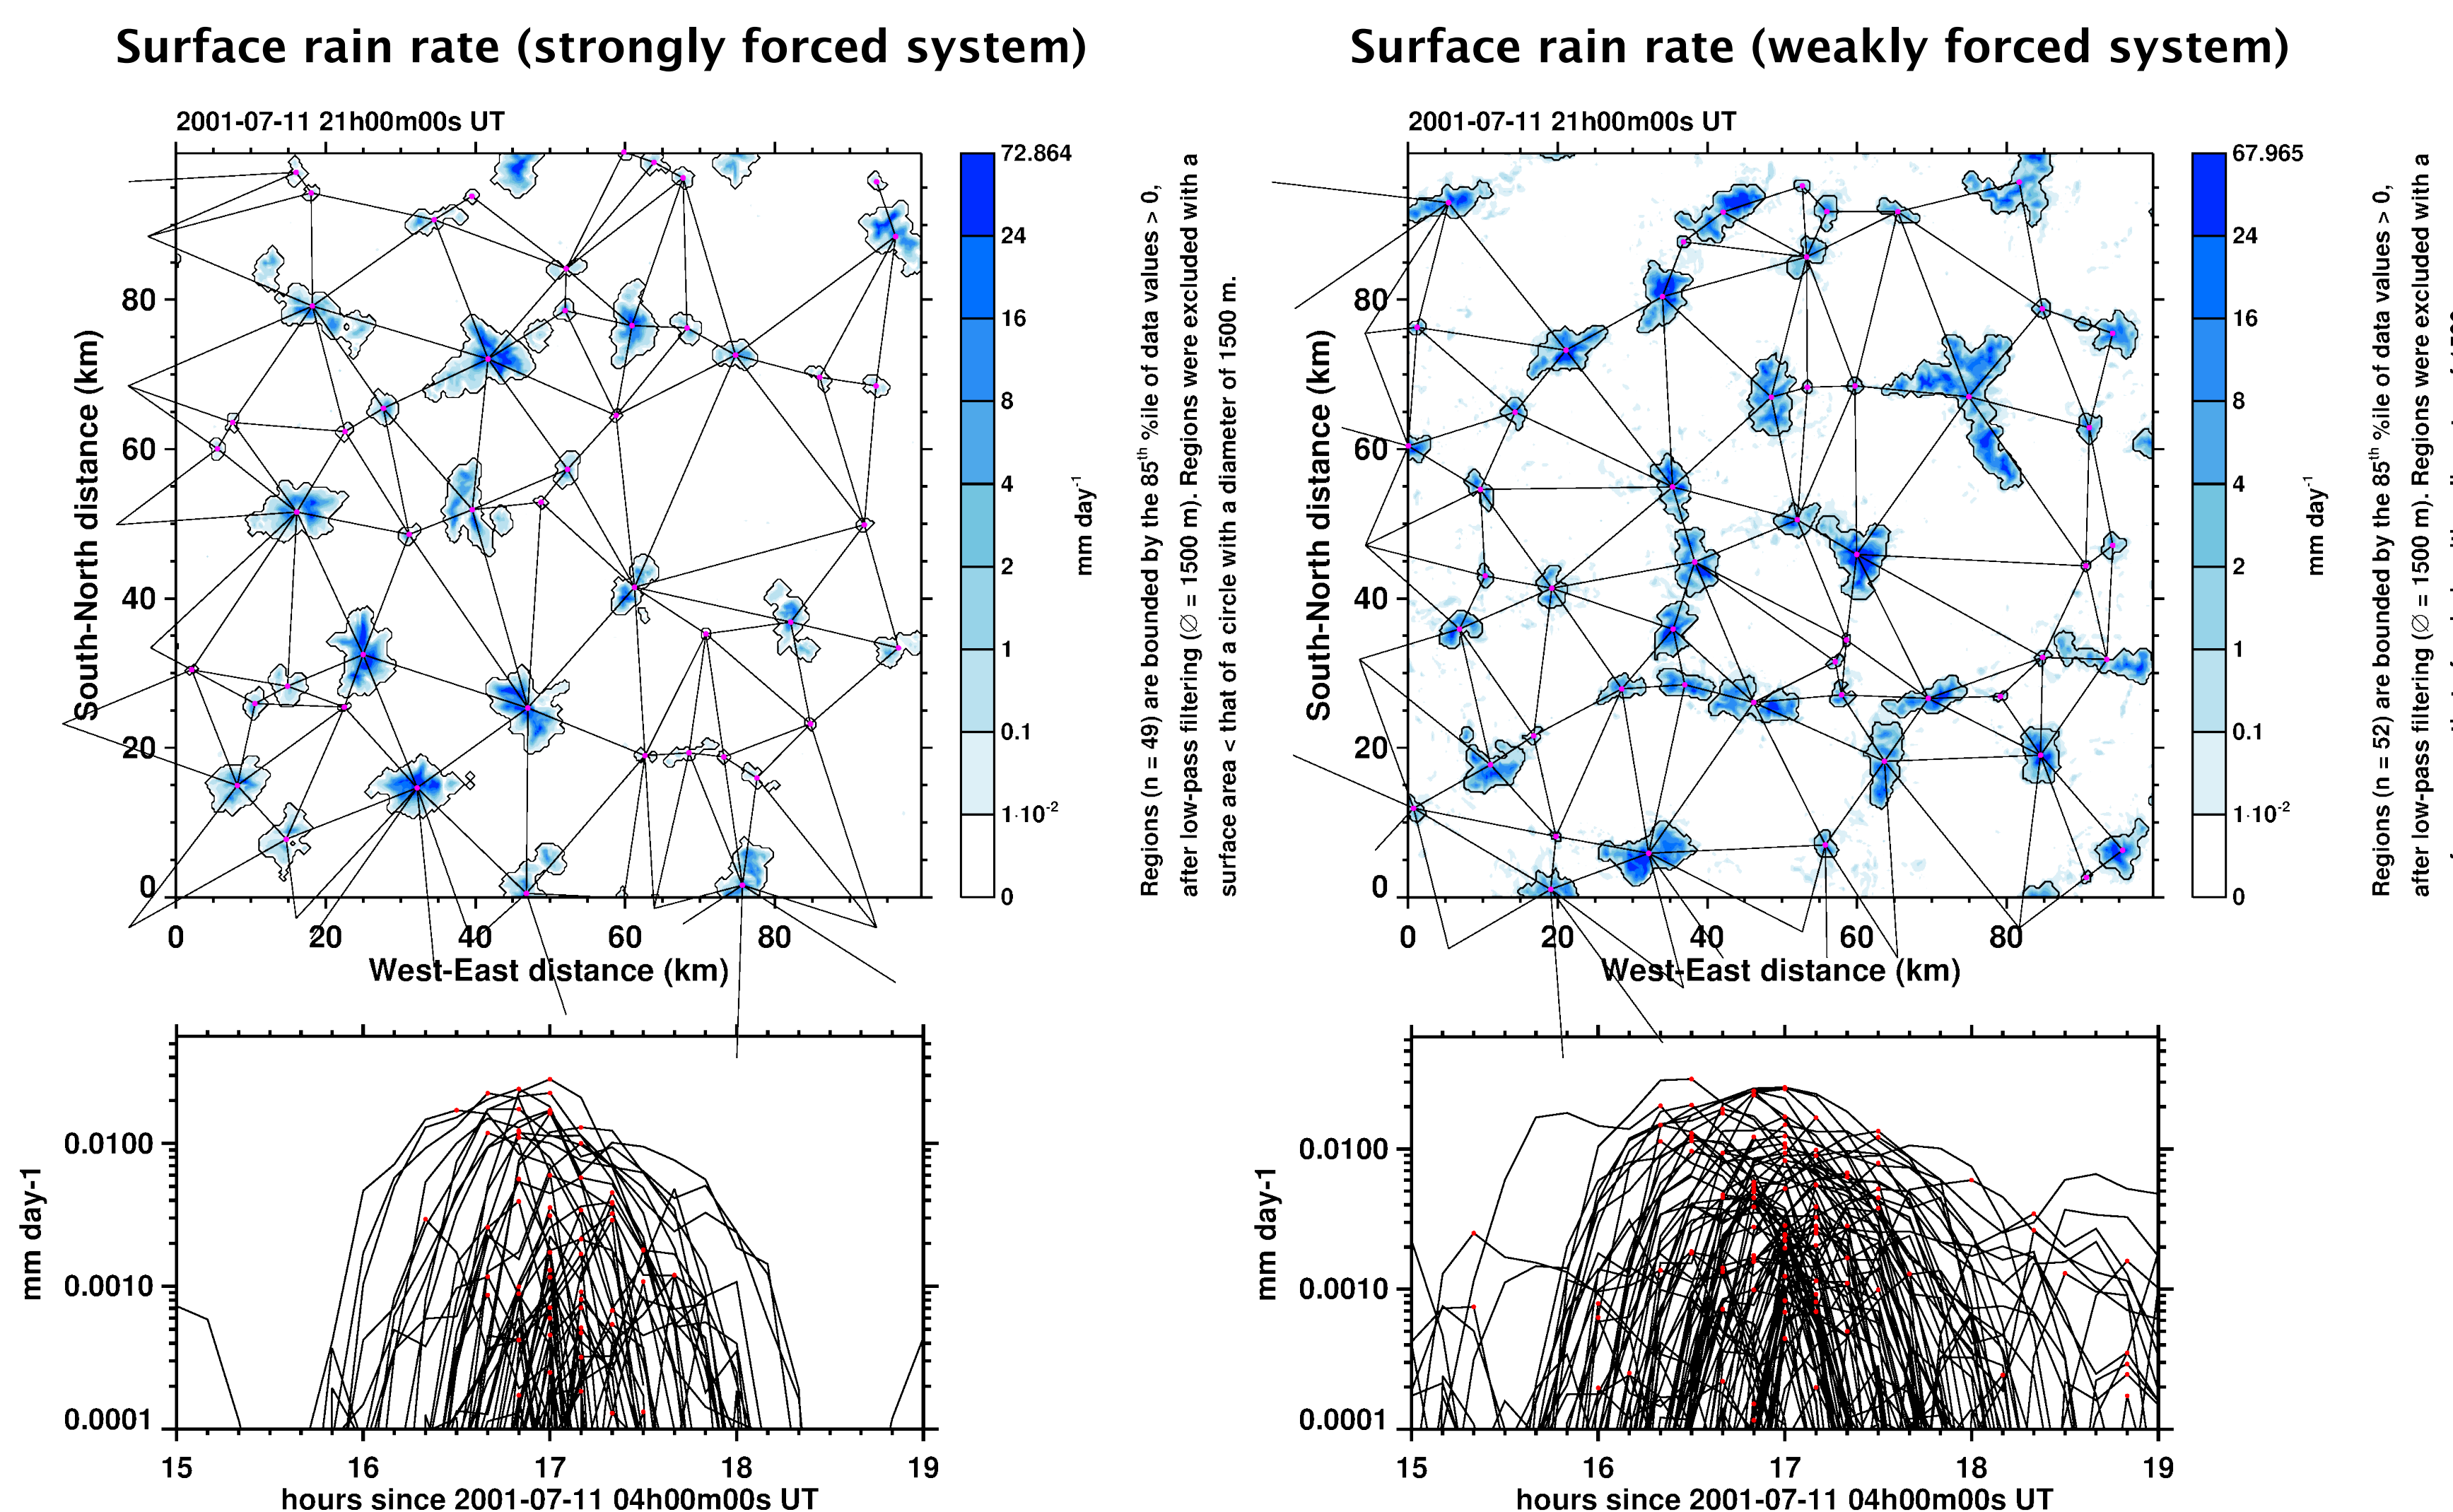 Surface rain rate (strongly forced system)
2001-07-11 21h00m00s UT
South-North distance (km)
80
60
40
20
0
0 20 40 60 80
West-East distance (km)
72.864
24
16
8
4
2
1
0.1
1·10⁻²
0
mm day⁻¹
Regions (n = 49) are bounded by the 85ᵗʰ %ile of data values > 0,
after low-pass filtering (∅ = 1500 m). Regions were excluded with a
surface area < that of a circle with a diameter of 1500 m.
mm day-1
0.0100
0.0010
0.0001
15 16 17 18 19
hours since 2001-07-11 04h00m00s UT
Surface rain rate (weakly forced system)
2001-07-11 21h00m00s UT
South-North distance (km)
80
60
40
20
0
0 20 40 60 80
West-East distance (km)
67.965
24
16
8
4
2
1
0.1
1·10⁻²
0
mm day⁻¹
Regions (n = 52) are bounded by the 85ᵗʰ %ile of data values > 0,
after low-pass filtering (∅ = 1500 m). Regions were excluded with a
mm day-1
0.0100
0.0010
0.0001
15 16 17 18 19
hours since 2001-07-11 04h00m00s UT